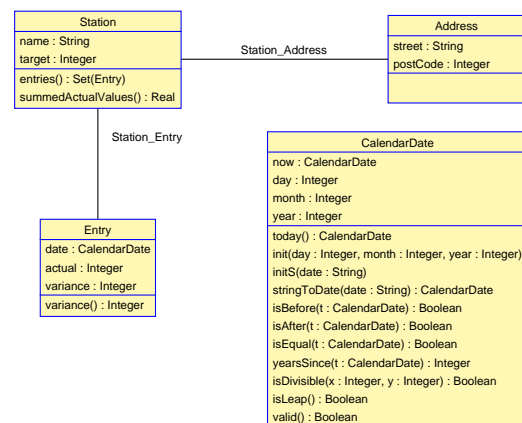 Station
name : String
target : Integer
entries() : Set(Entry)
summedActualValues() : Real
Station_Address
Address
street : String
postCode : Integer
Station_Entry
Entry
date : CalendarDate
actual : Integer
variance : Integer
variance() : Integer
CalendarDate
now : CalendarDate
day : Integer
month : Integer
year : Integer
today() : CalendarDate
init(day : Integer, month : Integer, year : Integer)
initS(date : String)
stringToDate(date : String) : CalendarDate
isBefore(t : CalendarDate) : Boolean
isAfter(t : CalendarDate) : Boolean
isEqual(t : CalendarDate) : Boolean
yearsSince(t : CalendarDate) : Integer
isDivisible(x : Integer, y : Integer) : Boolean
isLeap() : Boolean
valid() : Boolean